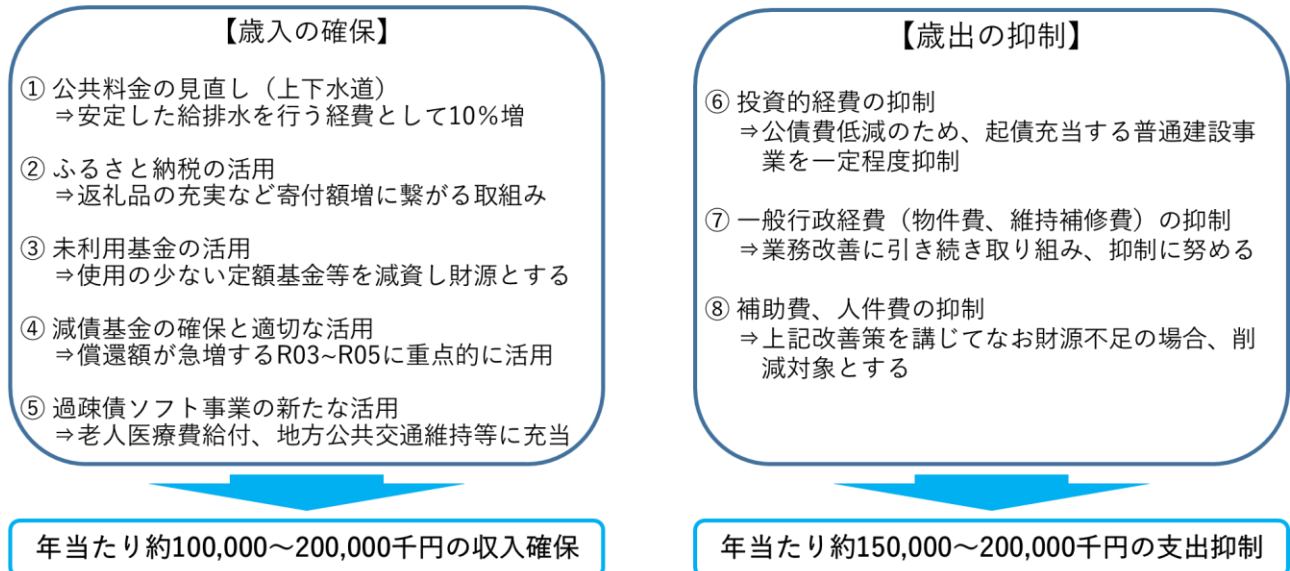 【歳入の確保】
① 公共料金の見直し（上下水道）
⇒安定した給排水を行う経費として10%増
② ふるさと納税の活用
⇒返礼品の充実など寄付額増に繋がる取組み
③ 未利用基金の活用
⇒使用の少ない定額基金等を減資し財源とする
④ 減債基金の確保と適切な活用
⇒償還額が急増するR03~R05に重点的に活用
⑤ 過疎債ソフト事業の新たな活用
⇒老人医療費給付、地方公共交通維持等に充当
年当たり約100,000～200,000千円の収入確保
【歳出の抑制】
⑥ 投資的経費の抑制
⇒公債費低減のため、起債充当する普通建設事
業を一定程度抑制
⑦ 一般行政経費（物件費、維持補修費）の抑制
⇒業務改善に引き続き取り組み、抑制に努める
⑧ 補助費、人件費の抑制
⇒上記改善策を講じてなお財源不足の場合、削
減対象とする
年当たり約150,000～200,000千円の支出抑制